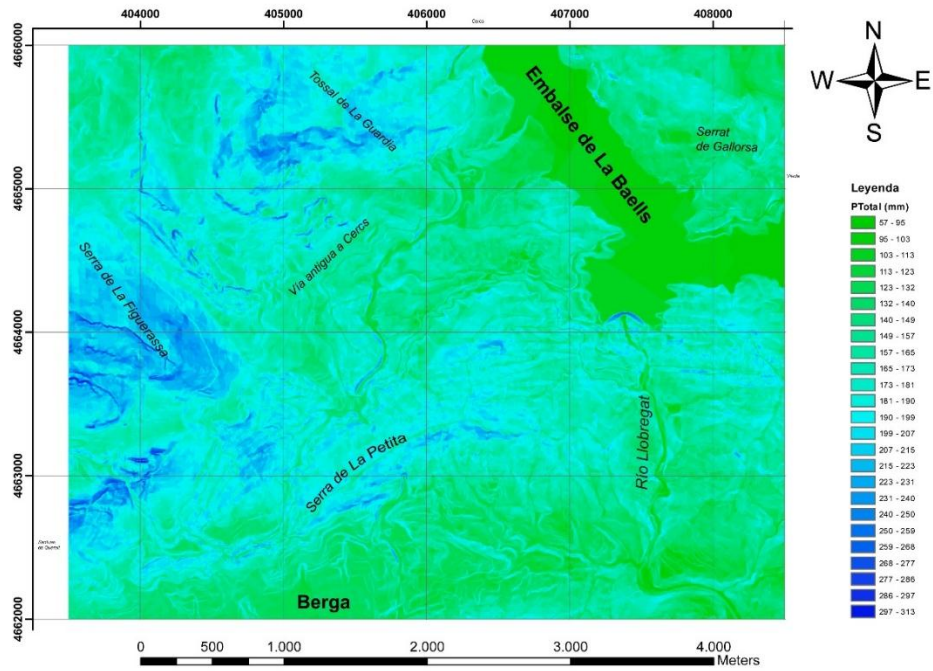 404000 405000 406000 407000 408000
Cercs
4666000
4665000
4664000
4663000
4662000
Tossal de La Guardia
Embalse de La Baells
Serrat
de Gallorsa
Vía antigua a Cercs
Serra de La Figuerassa
Serra de La Petita
Río Llobregat
Berga
N
W E
S
Leyenda
PTotal (mm)
57 - 95
95 - 103
103 - 113
113 - 123
123 - 132
132 - 140
140 - 149
149 - 157
157 - 165
165 - 173
173 - 181
181 - 190
190 - 199
199 - 207
207 - 215
215 - 223
223 - 231
231 - 240
240 - 250
250 - 259
259 - 268
268 - 277
277 - 286
286 - 297
297 - 313
0 500 1.000 2.000 3.000 4.000
Meters